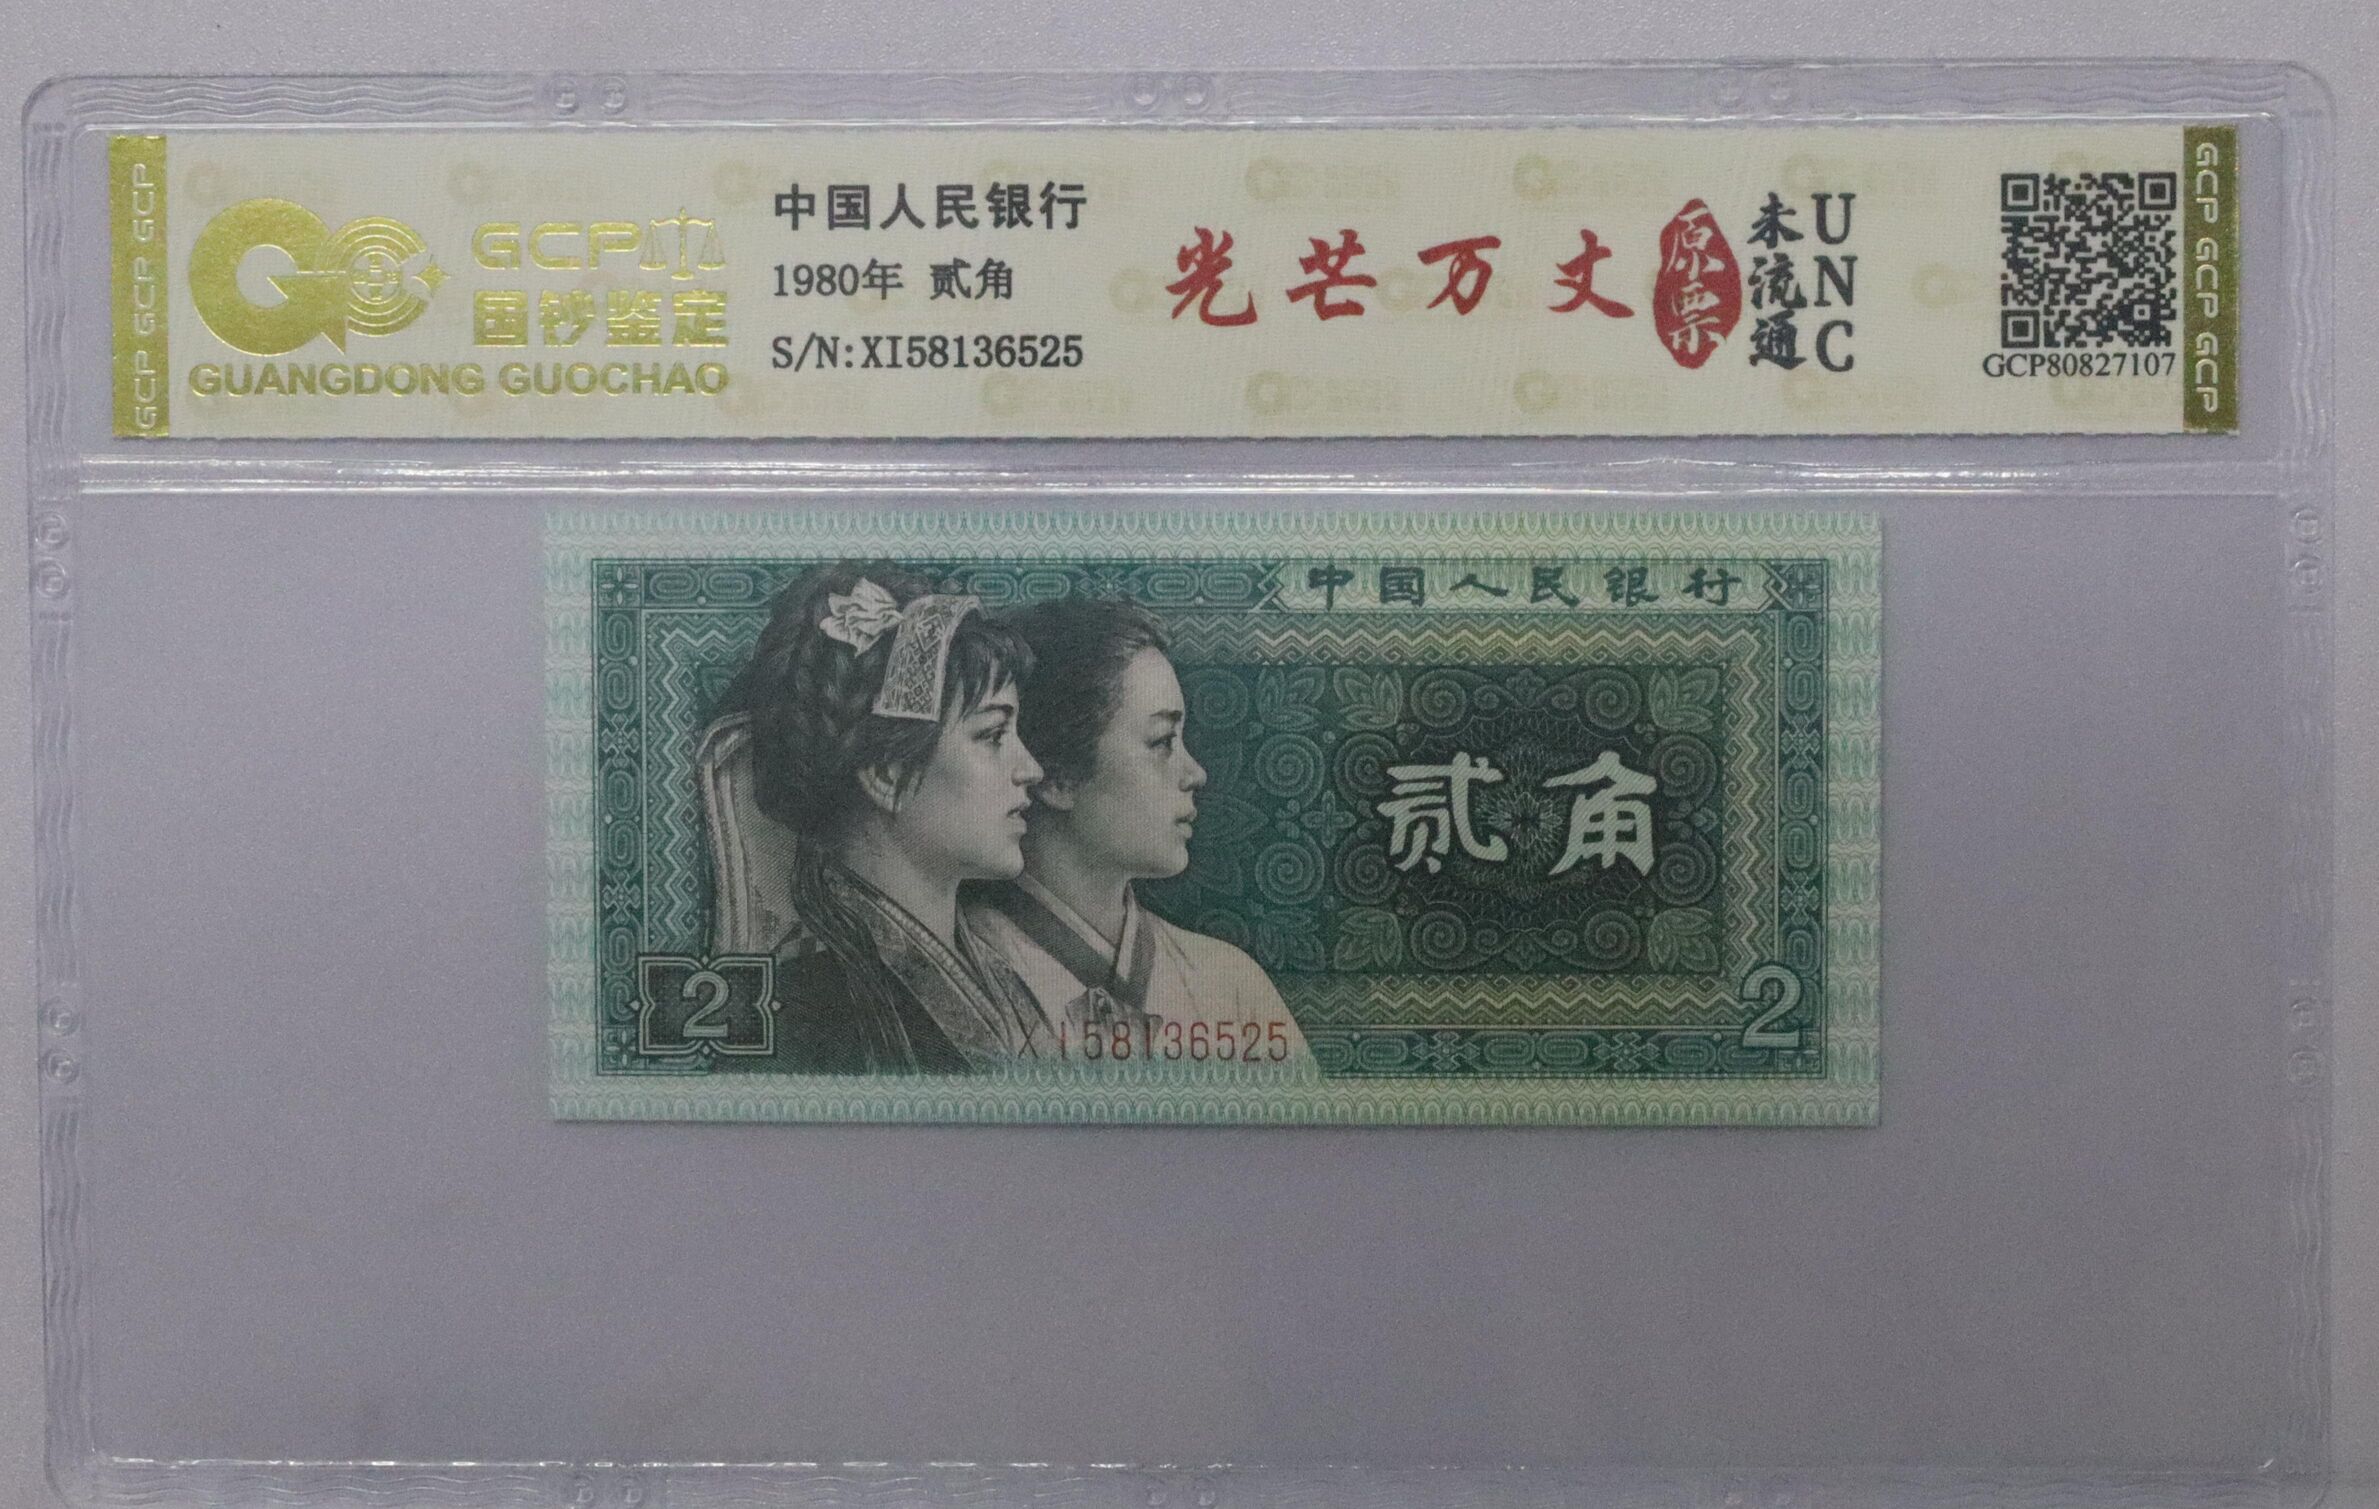 GCP GCP GCP
GCP
国钞鉴定
GUANGDONG GUOCHAO
中国人民银行
1980年 贰角
S/N:XI58136525
光芒万丈
原票
未流通
UNC
GCP80827107
GCP GCP GCP
中国人民银行
贰角
2
XI58136525
2